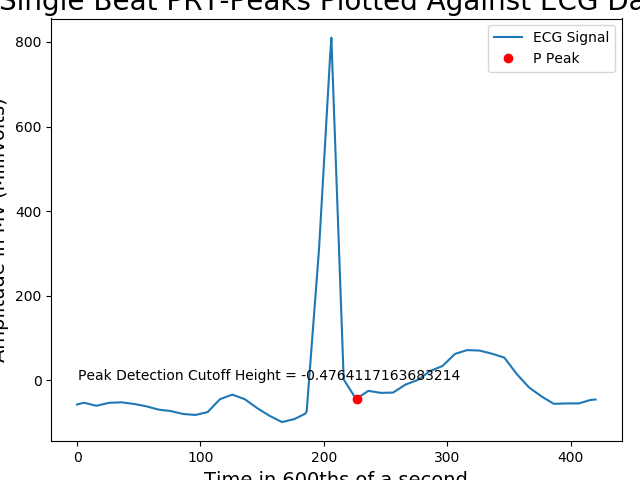 Single Beat PRT-Peaks Plotted Against ECG Da
ECG Signal
P Peak
Amplitude in MV (Millivolts)
800
600
400
200
0
Peak Detection Cutoff Height = -0.4764117163683214
0 100 200 300 400
Time in 600ths of a second